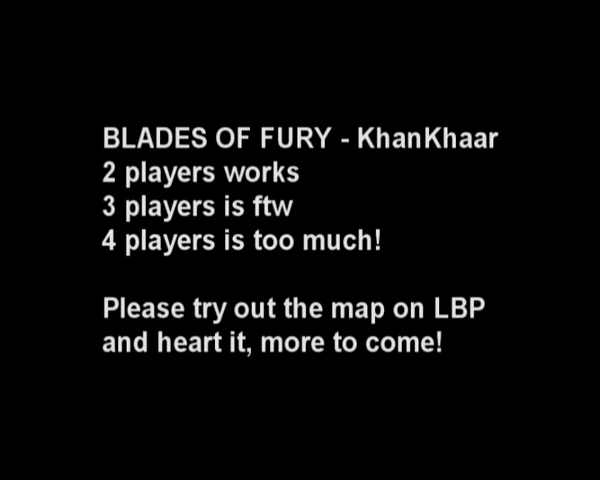 BLADES OF FURY - KhanKhaar
2 players works
3 players is ftw
4 players is too much!
Please try out the map on LBP
and heart it, more to come!